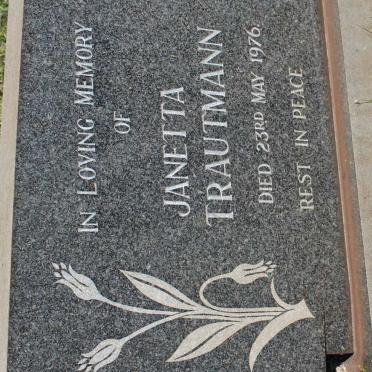 IN LOVING MEMORY
OF
JANETTA
TRAUTMANN
DIED 23RD MAY 1976.
REST IN PEACE